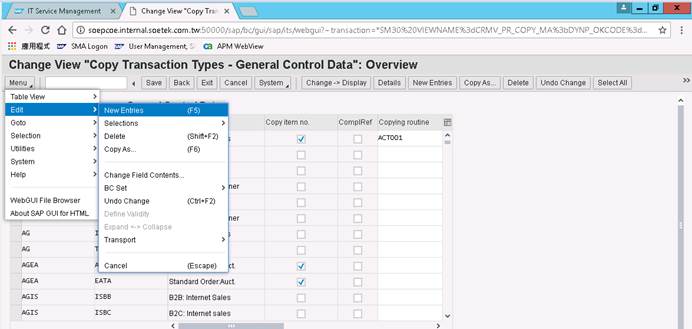 IT Service Management
Change View "Copy Tran
soepcoe.internal.soetek.com.tw:50000/sap/bc/gui/sap/its/webgui?~transaction=*SM30%20VIEWNAME%3dCRMV_PR_COPY_MA%3bDYNP_OKCODE%3d...
應用程式 SMA Logon User Management, S CA APM WebView
Change View "Copy Transaction Types - General Control Data": Overview
Menu Save Back Exit Cancel System Change -> Display Details New Entries Copy As... Delete Undo Change Select All
Table View
Edit
Goto
Selection
Utilities
System
Help
WebGUI File Browser
About SAP GUI for HTML
New Entries (F5)
Selections
Delete (Shift+F2)
Copy As... (F6)
Change Field Contents...
BC Set
Undo Change (Ctrl+F2)
Define Validity
Expand <-> Collapse
Transport
Cancel (Escape)
Copy item no. ComplRef Copying routine
ACT001
AG
AG
AGEA
AGEA EATA Standard Order:Auct.
AGIS ISBB B2B: Internet Sales
AGIS ISBC B2C: Internet sales